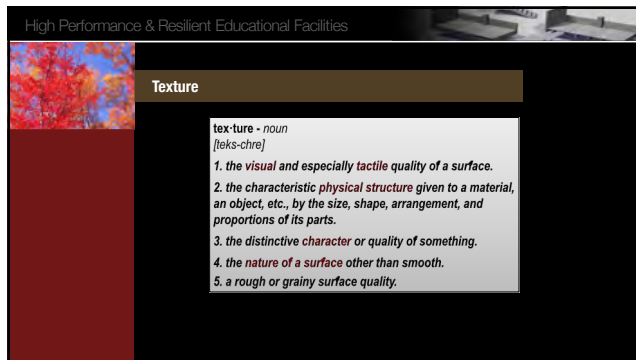 High Performance & Resilient Educational Facilities
Texture
tex·ture - noun
[teks-chre]
1. the visual and especially tactile quality of a surface.
2. the characteristic physical structure given to a material,
an object, etc., by the size, shape, arrangement, and
proportions of its parts.
3. the distinctive character or quality of something.
4. the nature of a surface other than smooth.
5. a rough or grainy surface quality.